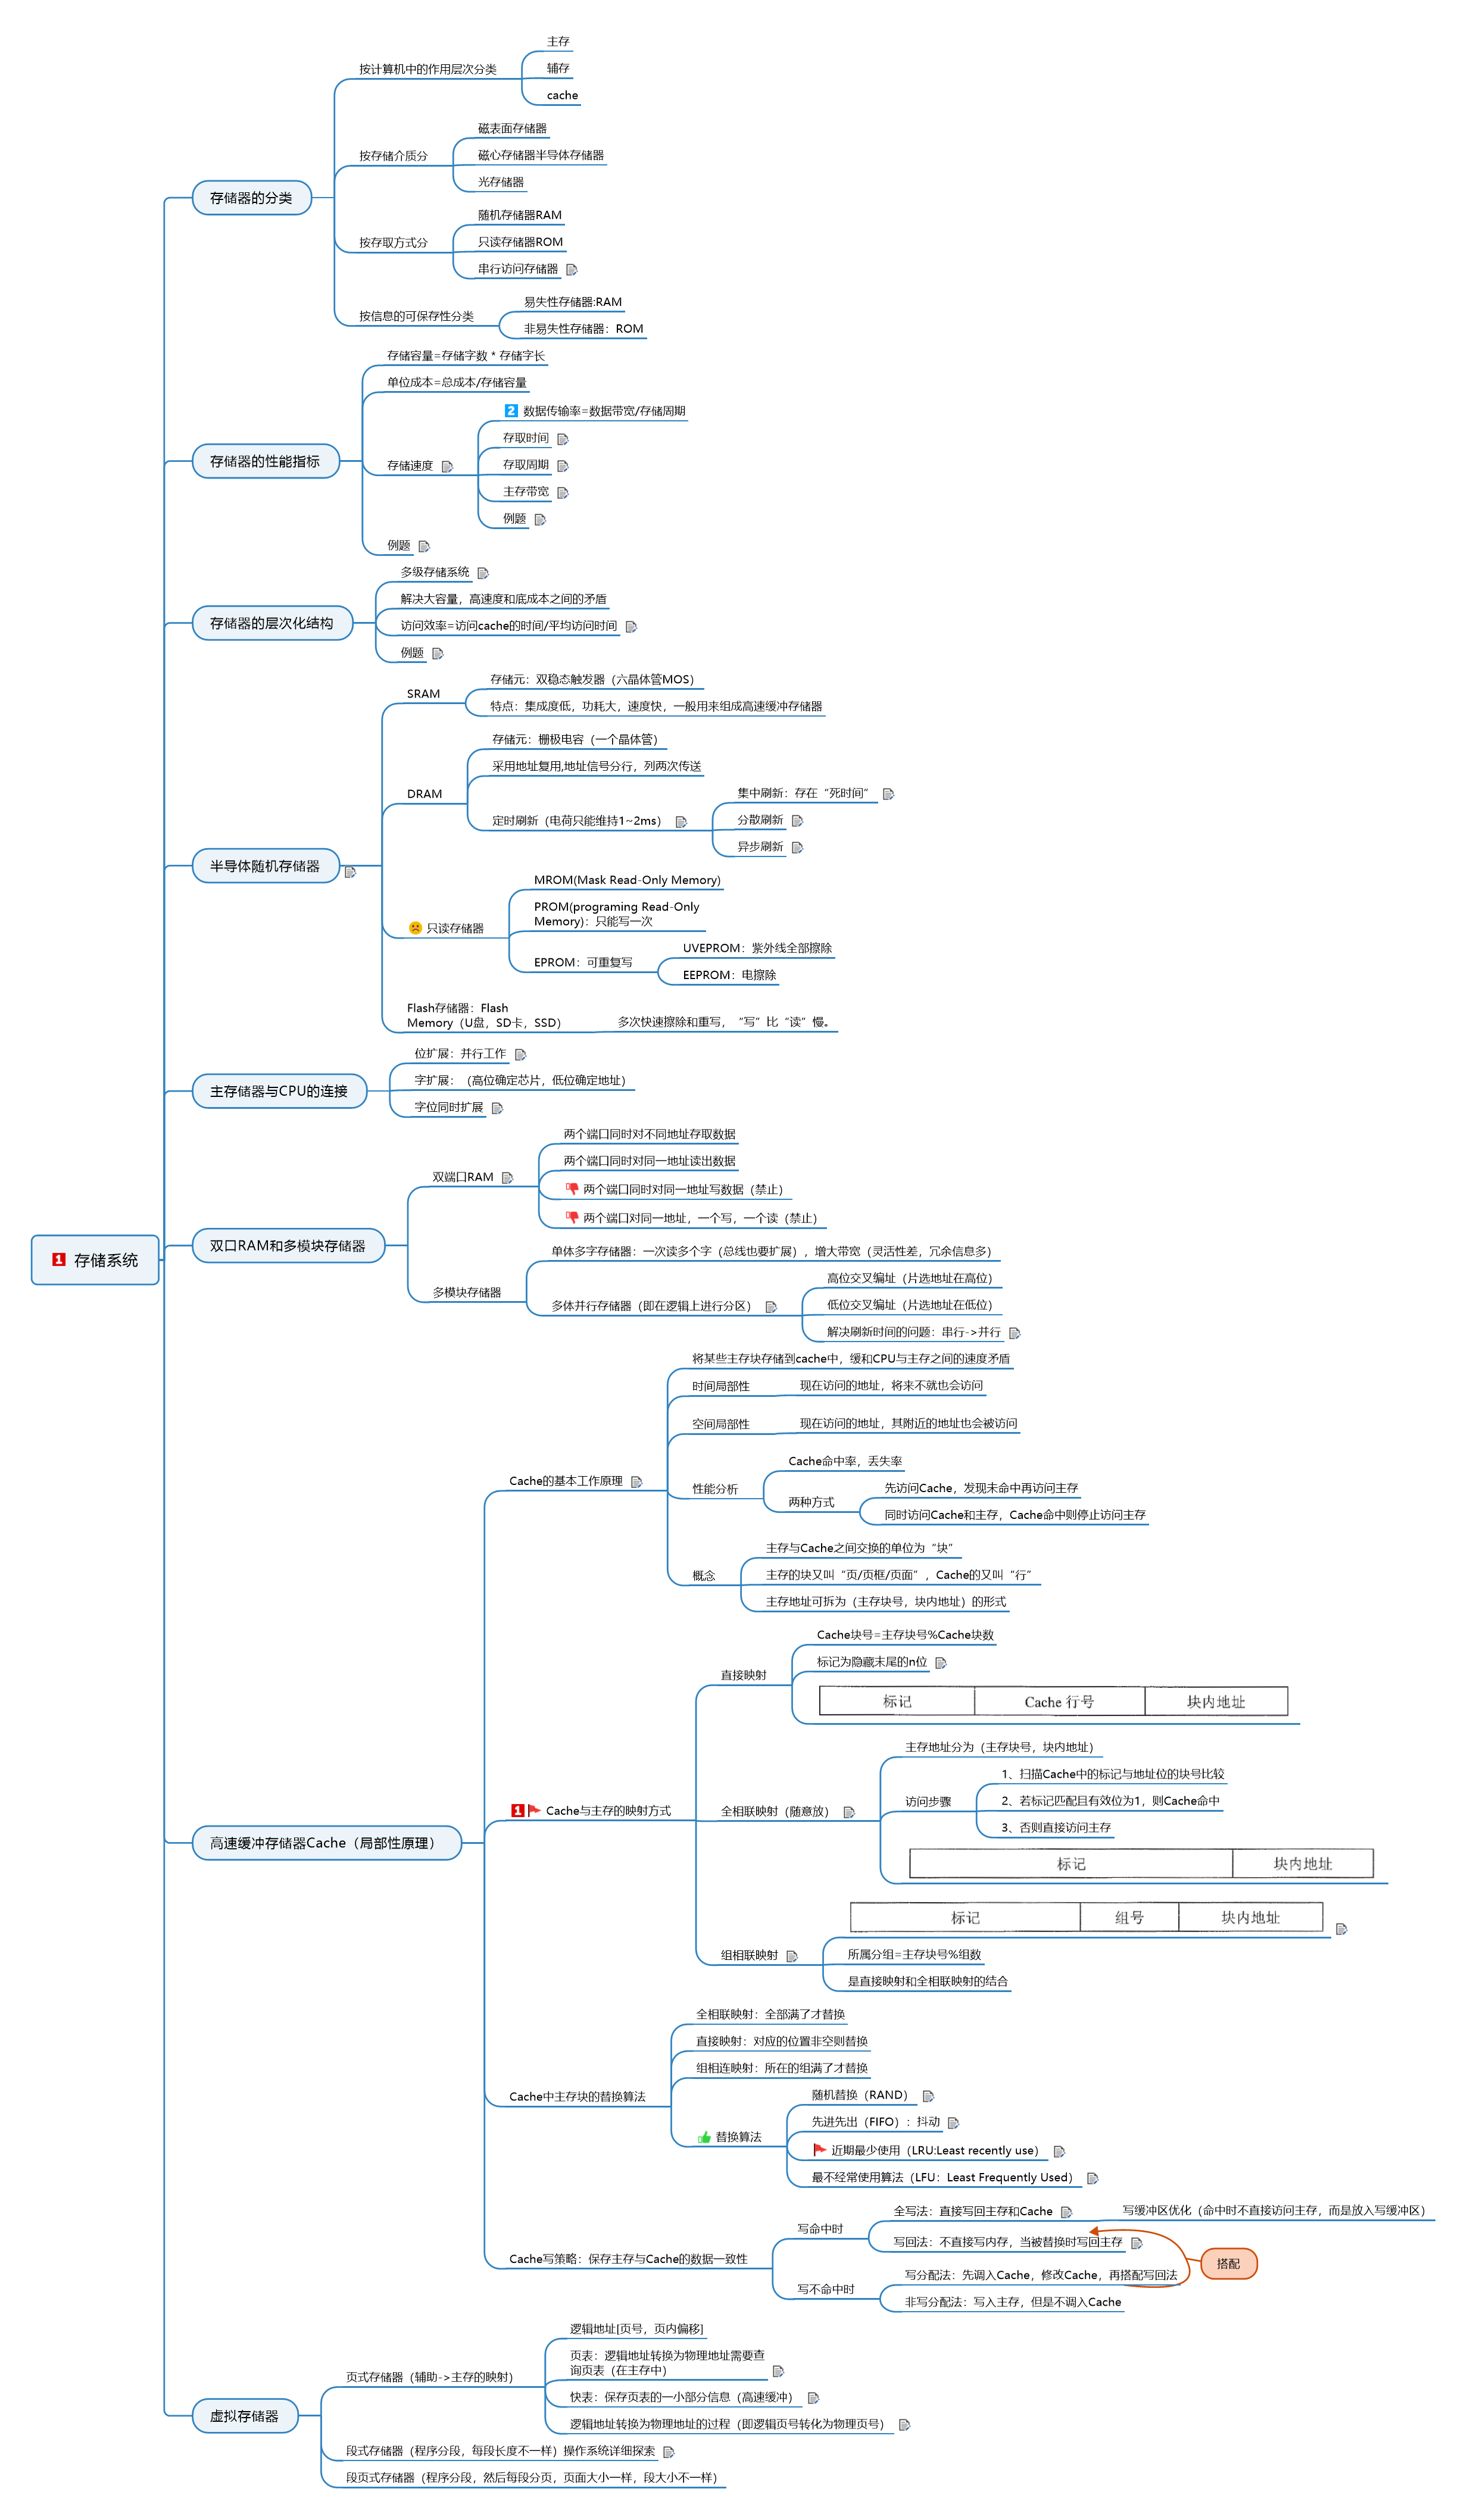 主存
按计算机中的作用层次分类
辅存
cache
磁表面存储器
按存储介质分
磁心存储器半导体存储器
光存储器
存储器的分类
随机存储器RAM
按存取方式分
只读存储器ROM
串行访问存储器
易失性存储器:RAM
按信息的可保存性分类
非易失性存储器：ROM
存储容量=存储字数 * 存储字长
单位成本=总成本/存储容量
2 数据传输率=数据带宽/存储周期
存取时间
存储器的性能指标
存储速度
存取周期
主存带宽
例题
例题
多级存储系统
解决大容量，高速度和底成本之间的矛盾
存储器的层次化结构
访问效率=访问cache的时间/平均访问时间
例题
存储元：双稳态触发器（六晶体管MOS）
SRAM
特点：集成度低，功耗大，速度快，一般用来组成高速缓冲存储器
存储元：栅极电容（一个晶体管）
采用地址复用,地址信号分行，列两次传送
DRAM
集中刷新：存在“死时间”
定时刷新（电荷只能维持1~2ms）
分散刷新
异步刷新
半导体随机存储器
MROM(Mask Read-Only Memory)
PROM(programing Read-Only
Memory)：只能写一次
只读存储器
UVEPROM：紫外线全部擦除
EPROM：可重复写
EEPROM：电擦除
Flash存储器：Flash
Memory（U盘，SD卡，SSD）
多次快速擦除和重写，“写”比“读”慢。
位扩展：并行工作
主存储器与CPU的连接
字扩展：（高位确定芯片，低位确定地址）
字位同时扩展
两个端口同时对不同地址存取数据
两个端口同时对同一地址读出数据
双端口RAM
两个端口同时对同一地址写数据（禁止）
两个端口对同一地址，一个写，一个读（禁止）
1 存储系统
双口RAM和多模块存储器
单体多字存储器：一次读多个字（总线也要扩展），增大带宽（灵活性差，冗余信息多）
多模块存储器
高位交叉编址（片选地址在高位）
多体并行存储器（即在逻辑上进行分区）
低位交叉编址（片选地址在低位）
解决刷新时间的问题：串行->并行
将某些主存块存储到cache中，缓和CPU与主存之间的速度矛盾
时间局部性
现在访问的地址，将来不就也会访问
空间局部性
现在访问的地址，其附近的地址也会被访问
Cache的基本工作原理
Cache命中率，丢失率
性能分析
先访问Cache，发现未命中再访问主存
两种方式
同时访问Cache和主存，Cache命中则停止访问主存
主存与Cache之间交换的单位为“块”
概念
主存的块又叫“页/页框/页面”，Cache的又叫“行”
主存地址可拆为（主存块号，块内地址）的形式
Cache块号=主存块号%Cache块数
直接映射
标记为隐藏末尾的n位
标记 Cache 行号 块内地址
主存地址分为（主存块号，块内地址）
1、扫描Cache中的标记与地址位的块号比较
访问步骤
2、若标记匹配且有效位为1，则Cache命中
3、否则直接访问主存
1 Cache与主存的映射方式
全相联映射（随意放）
高速缓冲存储器Cache（局部性原理）
标记 块内地址
标记 组号 块内地址
组相联映射
所属分组=主存块号%组数
是直接映射和全相联映射的结合
全相联映射：全部满了才替换
直接映射：对应的位置非空则替换
组相连映射：所在的组满了才替换
Cache中主存块的替换算法
随机替换（RAND）
先进先出（FIFO）：抖动
替换算法
近期最少使用（LRU:Least recently use）
最不经常使用算法（LFU：Least Frequently Used）
全写法：直接写回主存和Cache
写缓冲区优化（命中时不直接访问主存，而是放入写缓冲区）
写命中时
写回法：不直接写内存，当被替换时写回主存
Cache写策略：保存主存与Cache的数据一致性
搭配
写分配法：先调入Cache，修改Cache，再搭配写回法
写不命中时
非写分配法：写入主存，但是不调入Cache
逻辑地址[页号，页内偏移]
页表：逻辑地址转换为物理地址需要查
询页表（在主存中）
页式存储器（辅助->主存的映射）
快表：保存页表的一小部分信息（高速缓冲）
虚拟存储器
逻辑地址转换为物理地址的过程（即逻辑页号转化为物理页号）
段式存储器（程序分段，每段长度不一样）操作系统详细探索
段页式存储器（程序分段，然后每段分页，页面大小一样，段大小不一样）